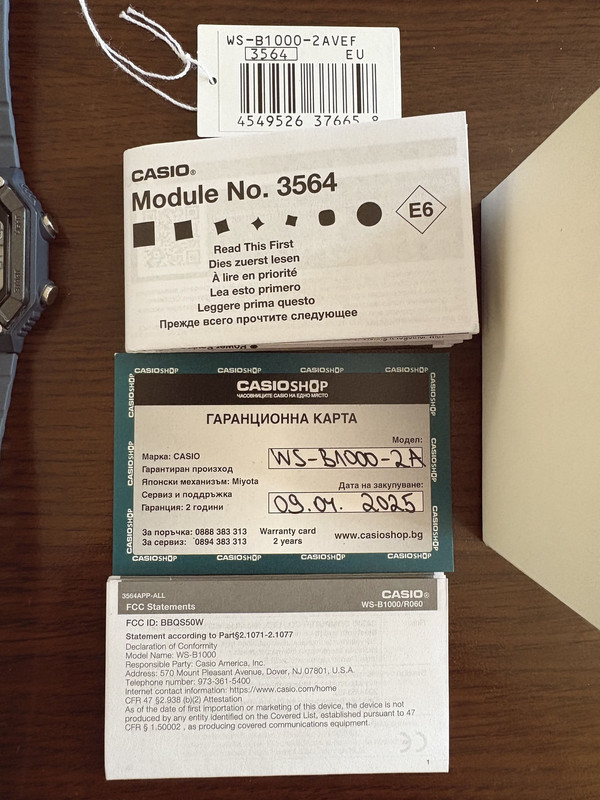 WS-B1000-2AVEF
3564 EU
4549526 37665 8
CASIO®
Module No. 3564
E6
Read This First
Dies zuerst lesen
À lire en priorité
Lea esto primero
Leggere prima questo
Прежде всего прочтите следующее
CASIOSHOP CASIOSHOP CASIOSHOP CASIOSHOP
CASIOSHOP
ЧАСОВНИЦИТЕ CASIO НА ЕДНО МЯСТО
ГАРАНЦИОННА КАРТА
Модел:
Марка: CASIO
WS-B1000-2A
Гарантиран произход
Японски механизъм: Miyota
Дата на закупуване:
Сервиз и поддръжка
09.04. 2025
Гаранция: 2 години
За поръчка: 0888 383 313
Warranty card
www.casioshop.bg
За сервиз: 0894 383 313
2 years
CASIOSHOP CASIOSHOP CASIOSHOP CASIOSHOP
3564APP-ALL
CASIO®
FCC Statements
WS-B1000/R060
FCC ID: BBQS50W
Statement according to Part§2.1071-2.1077
Declaration of Conformity
Model Name: WS-B1000
Responsible Party: Casio America, Inc.
Address: 570 Mount Pleasant Avenue, Dover, NJ 07801, U.S.A.
Telephone number: 973-361-5400
Internet contact information: https://www.casio.com/home
CFR 47 §2.938 (b)(2) Attestation
As of the date of first importation or marketing of this device, the device is not
produced by any entity identified on the Covered List, established pursuant to 47
CFR § 1.50002 , as producing covered communications equipment.
CE
1